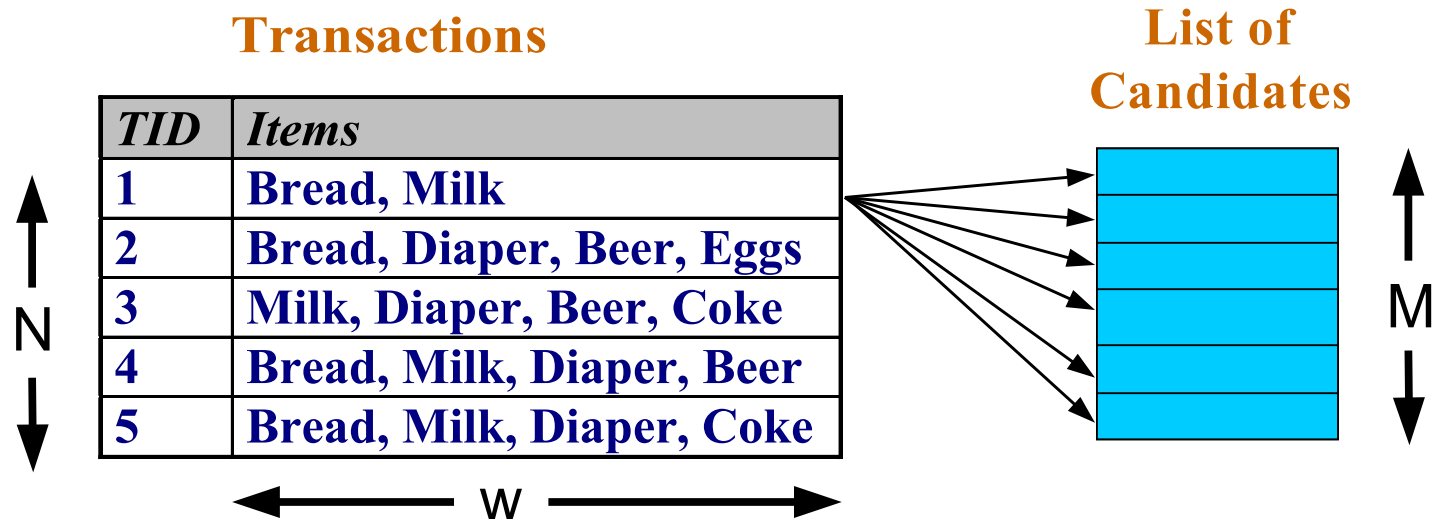 Transactions
List of
Candidates
TID Items
1 Bread, Milk
2 Bread, Diaper, Beer, Eggs
3 Milk, Diaper, Beer, Coke
4 Bread, Milk, Diaper, Beer
5 Bread, Milk, Diaper, Coke
N
M
w